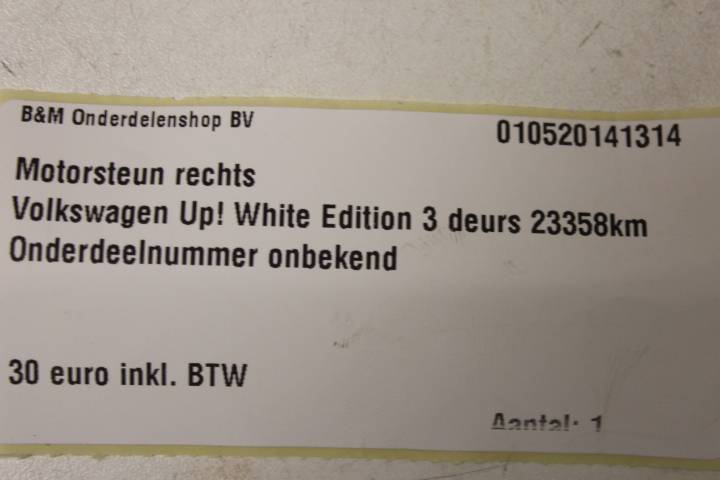 B&M Onderdelenshop BV
010520141314
Motorsteun rechts
Volkswagen Up! White Edition 3 deurs 23358km
Onderdeelnummer onbekend
30 euro inkl. BTW
Aantal: 1